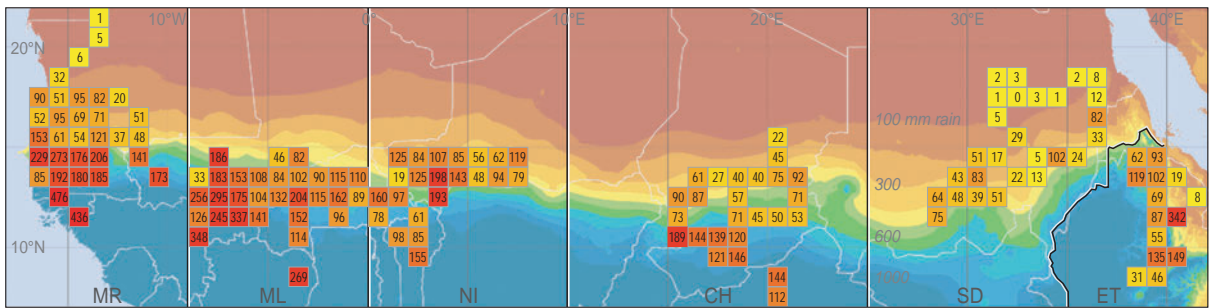 1 10°W 0° 10°E 20°E 30°E 40°E
5
20°N
6
32 2 3 2 8
90 51 95 82 20 1 0 3 1 12
52 95 69 71 51 100 mm rain 5 82
153 61 54 121 37 48 22 29 33
229 273 176 206 141 186 46 82 125 84 107 85 56 62 119 45 51 17 5 102 24 62 93
85 192 180 185 173 33 183 153 108 84 102 90 115 110 19 125 198 143 48 94 79 61 27 40 40 75 92 300 43 83 22 13 119 102 19
476 256 295 175 104 132 204 115 162 89 160 97 193 90 87 57 71 64 48 39 51 69 8
436 126 245 337 141 152 96 78 61 73 71 45 50 53 75 87 342
10°N 348 114 98 85 189 144 139 120 600 55
155 121 146 135 149
269 144 1000 31 46
MR ML NI CH 112 SD ET